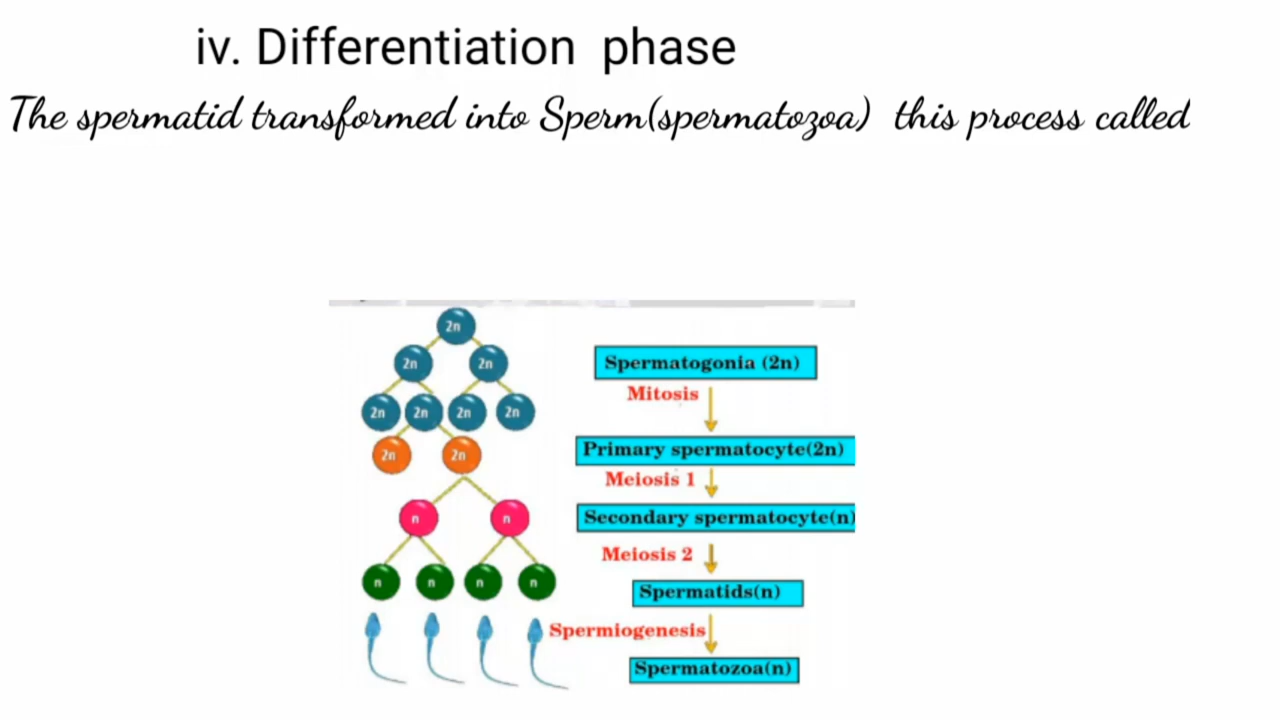 iv. Differentiation phase
The spermatid transformed into Sperm(spermatozoa) this process called
2n
2n 2n
2n 2n 2n 2n
2n 2n
n n
n n n n
Spermatogonia (2n)
Mitosis
Primary spermatocyte(2n)
Meiosis 1
Secondary spermatocyte(n)
Meiosis 2
Spermatids(n)
Spermiogenesis
Spermatozoa(n)